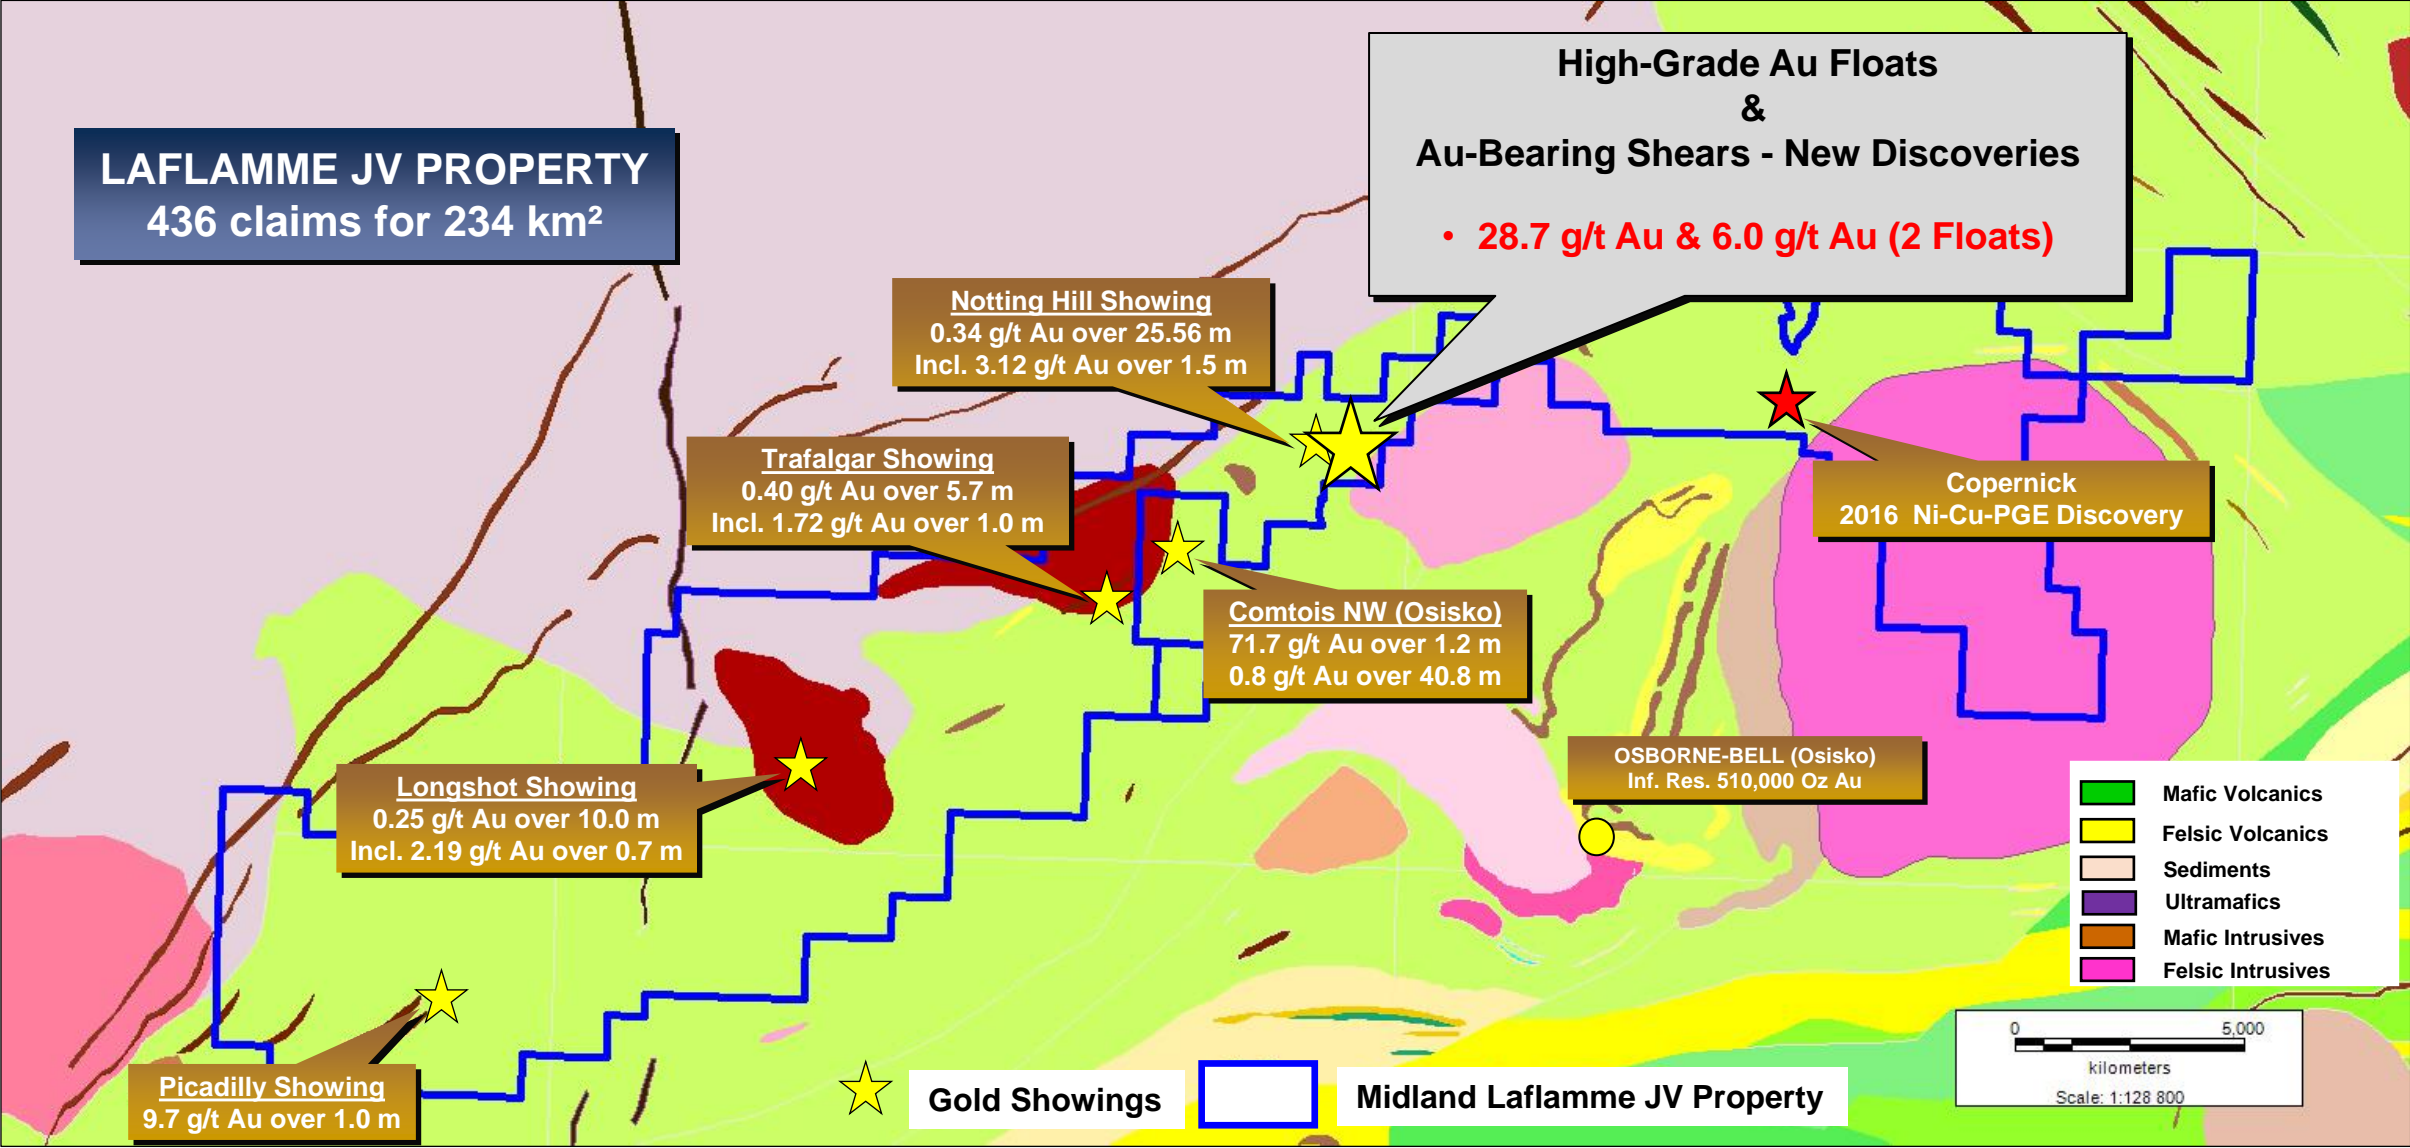 High-Grade Au Floats
&
Au-Bearing Shears - New Discoveries
• 28.7 g/t Au & 6.0 g/t Au (2 Floats)
LAFLAMME JV PROPERTY
436 claims for 234 km²
Notting Hill Showing
0.34 g/t Au over 25.56 m
Incl. 3.12 g/t Au over 1.5 m
Trafalgar Showing
0.40 g/t Au over 5.7 m
Incl. 1.72 g/t Au over 1.0 m
Copernick
2016 Ni-Cu-PGE Discovery
Comtois NW (Osisko)
71.7 g/t Au over 1.2 m
0.8 g/t Au over 40.8 m
OSBORNE-BELL (Osisko)
Inf. Res. 510,000 Oz Au
Longshot Showing
0.25 g/t Au over 10.0 m
Incl. 2.19 g/t Au over 0.7 m
Mafic Volcanics
Felsic Volcanics
Sediments
Ultramafics
Mafic Intrusives
Felsic Intrusives
0 5,000
kilometers
Scale: 1:128 800
Picadilly Showing
9.7 g/t Au over 1.0 m
Gold Showings
Midland Laflamme JV Property